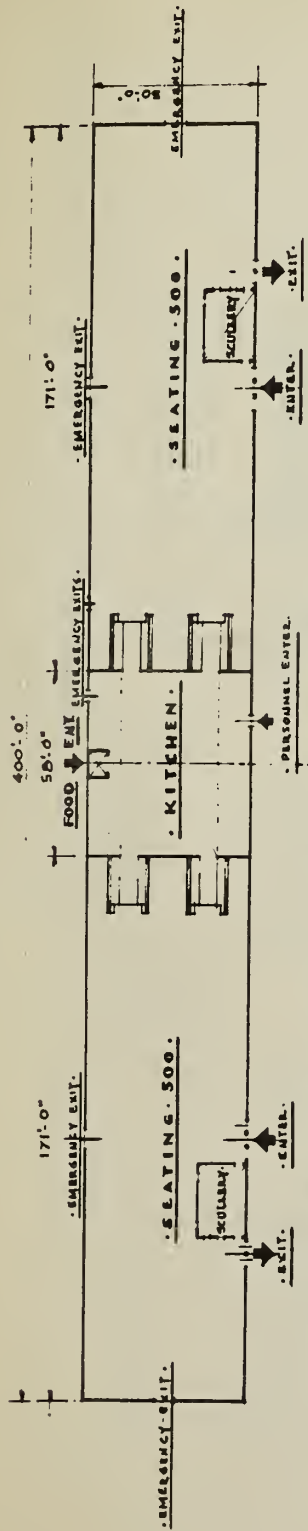 400'-0"
171'-0"
58'-0"
171'-0"
50'-0"
·EMERGENCY EXIT.
FOOD ENT
EMERGENCY EXITS.
·EMERGENCY EXIT.
·EMERGENCY·EXIT.
·SEATING·500·
·KITCHEN·
·SEATING·500·
EMERGENCY EXIT.
SCULLERY
SCULLERY
·EXIT.
·ENTER.
·PERSONNEL ENTER.
·ENTER.
·EXIT.